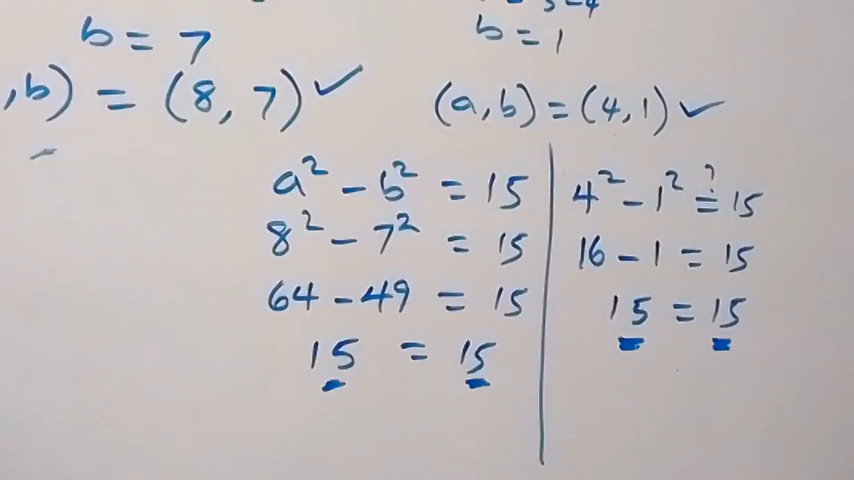 b = 7
,b) = (8, 7) ✓
b = 1
(a,b) = (4,1) ✓
a² - b² = 15
8² - 7² = 15
64 - 49 = 15
15 = 15
4² - 1² ≟ 15
16 - 1 = 15
15 = 15